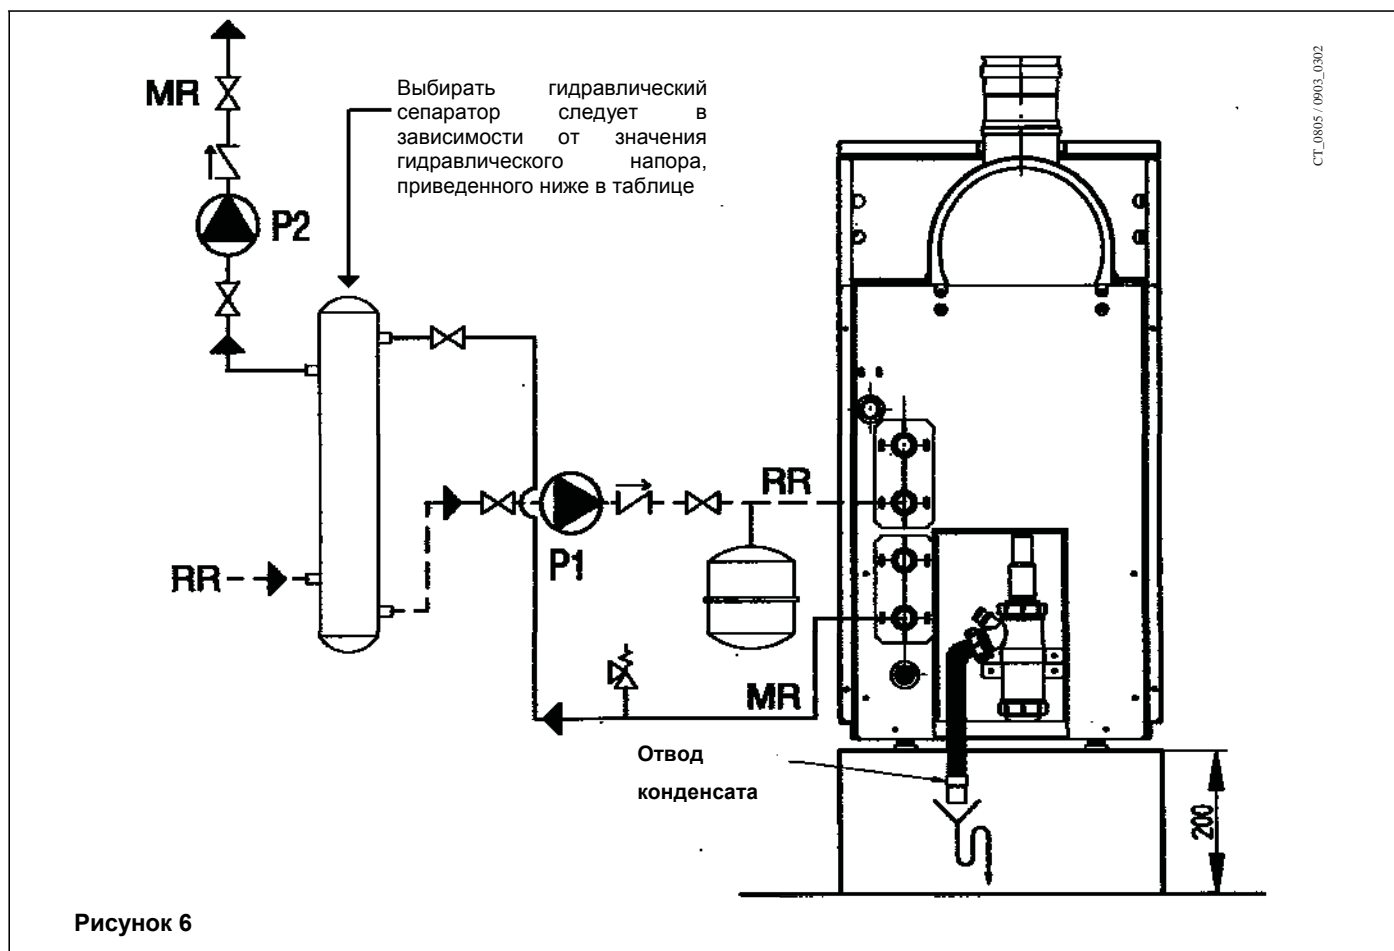 MR
Выбирать гидравлический
сепаратор следует в
зависимости от значения
гидравлического напора,
приведенного ниже в таблице
CT_0805 / 0903_0302
P2
RR
P1
RR
MR
Отвод
конденсата
200
Рисунок 6